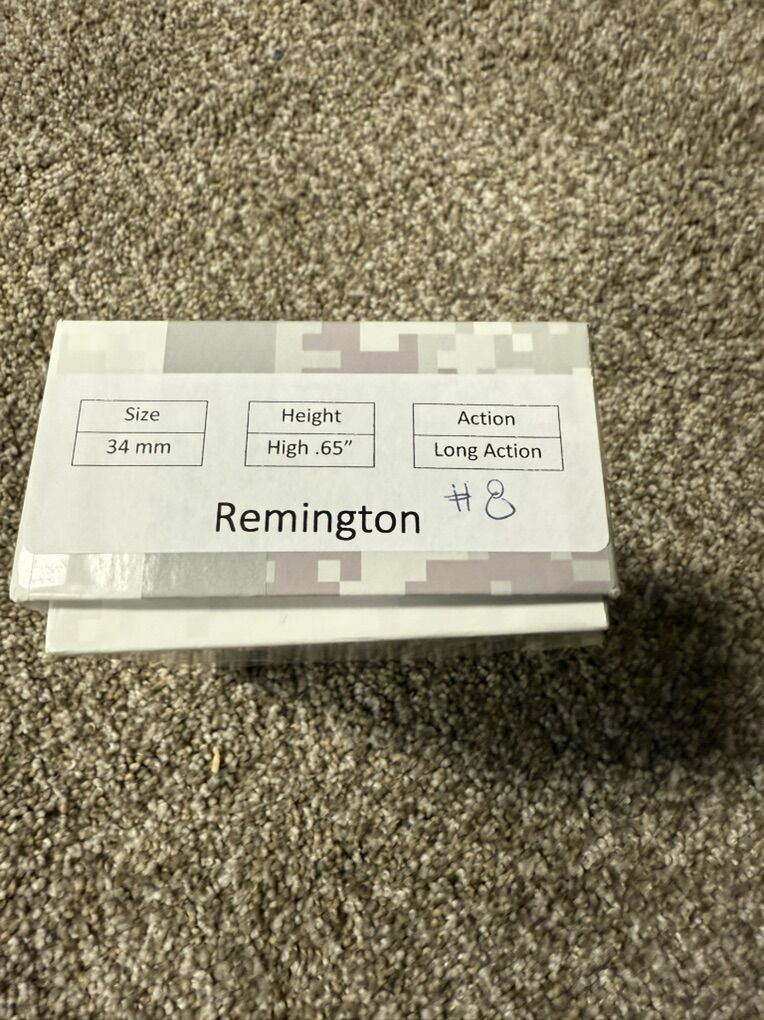 Size Height Action
34 mm High .65" Long Action
Remington #8